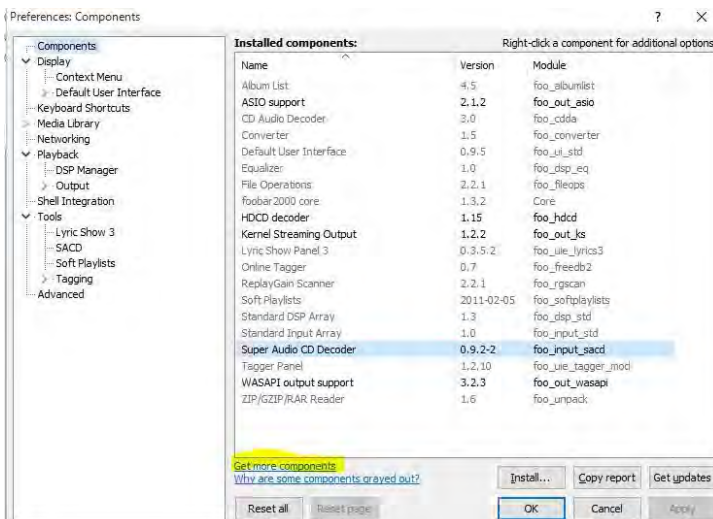 Preferences: Components
? X
Components
Display
Context Menu
Default User Interface
Keyboard Shortcuts
Media Library
Networking
Playback
DSP Manager
Output
Shell Integration
Tools
Lyric Show 3
SACD
Soft Playlists
Tagging
Advanced
Installed components: Right-click a component for additional options
Name Version Module
Album List 4.5 foo_albumlist
ASIO support 2.1.2 foo_out_asio
CD Audio Decoder 3.0 foo_cdda
Converter 1.5 foo_converter
Default User Interface 0.9.5 foo_ui_std
Equalizer 1.0 foo_dsp_eq
File Operations 2.2.1 foo_fileops
foobar2000 core 1.3.2 Core
HDCD decoder 1.15 foo_hdcd
Kernel Streaming Output 1.2.2 foo_out_ks
Lyric Show Panel 3 0.3.5.2 foo_uie_lyrics3
Online Tagger 0.7 foo_freedb2
ReplayGain Scanner 2.2.1 foo_rgscan
Soft Playlists 2011-02-05 foo_softplaylists
Standard DSP Array 1.3 foo_dsp_std
Standard Input Array 1.0 foo_input_std
Super Audio CD Decoder 0.9.2-2 foo_input_sacd
Tagger Panel 1.2.10 foo_uie_tagger_mod
WASAPI output support 3.2.3 foo_out_wasapi
ZIP/GZIP/RAR Reader 1.6 foo_unpack
Get more components
Why are some components grayed out?
Install... Copy report Get updates
Reset all Reset page OK Cancel Apply